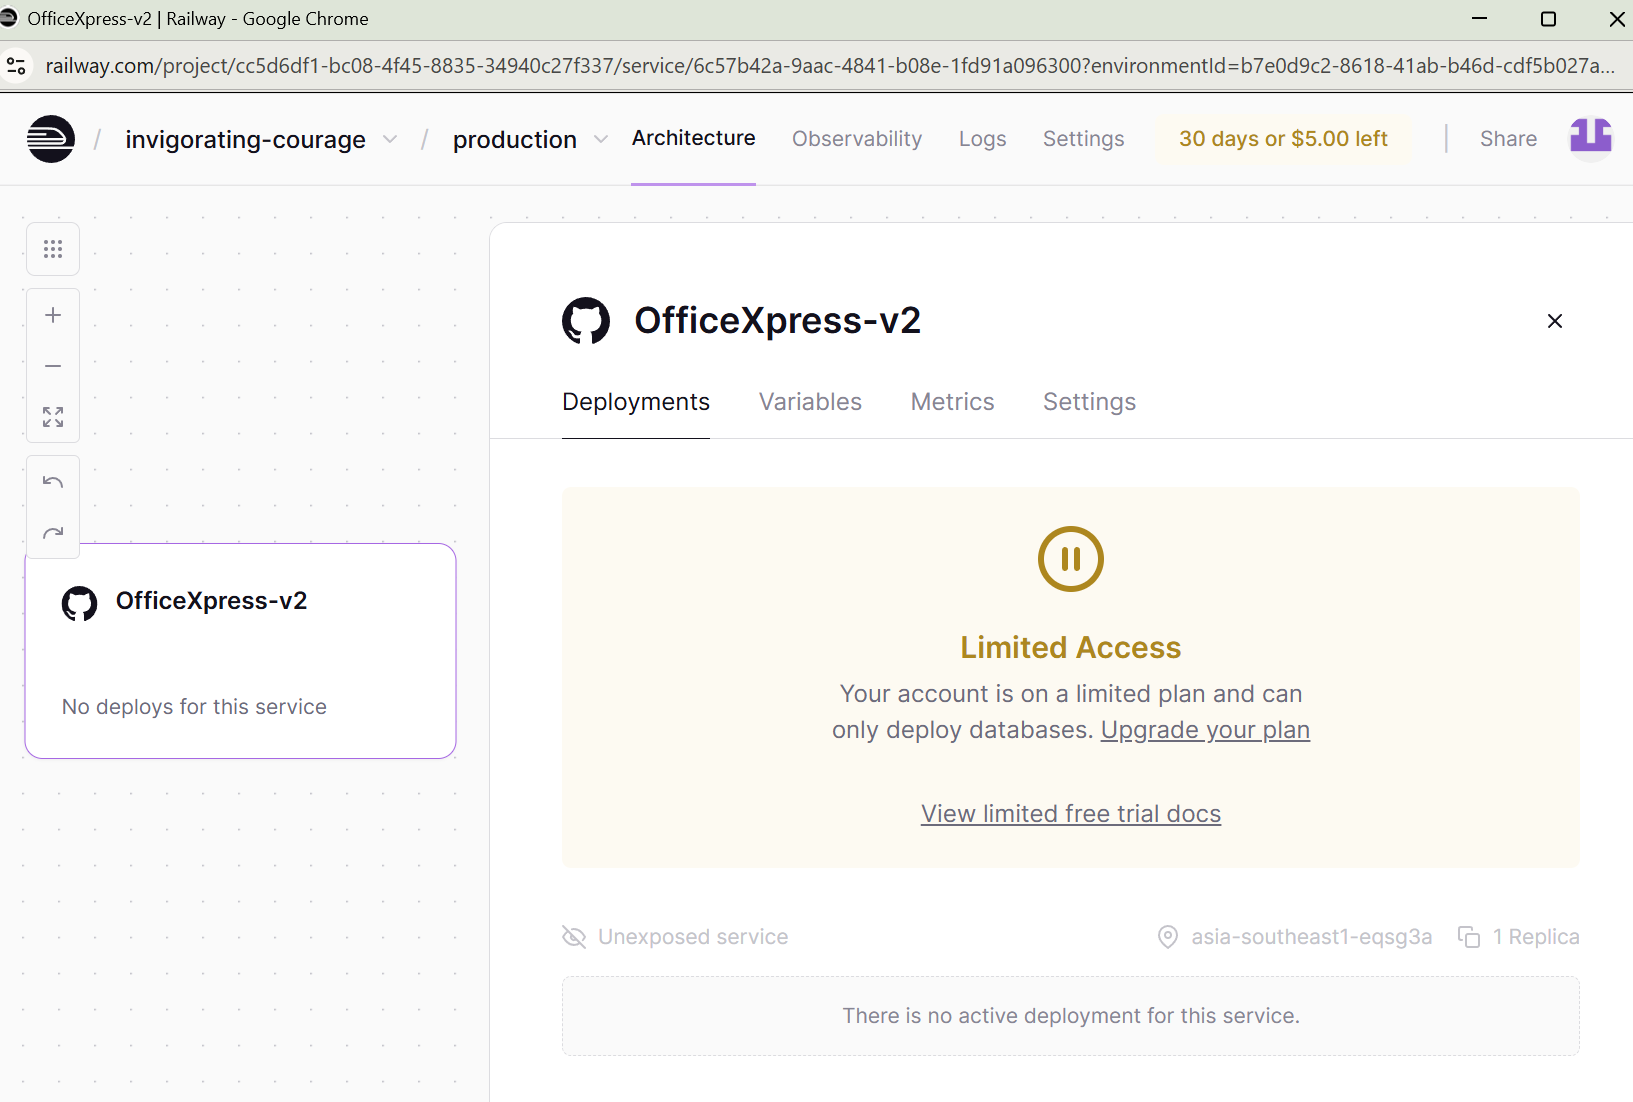 OfficeXpress-v2 | Railway - Google Chrome
railway.com/project/cc5d6df1-bc08-4f45-8835-34940c27f337/service/6c57b42a-9aac-4841-b08e-1fd91a096300?environmentId=b7e0d9c2-8618-41ab-b46d-cdf5b027a...
/ invigorating-courage / production Architecture Observability Logs Settings 30 days or $5.00 left | Share
OfficeXpress-v2
Deployments Variables Metrics Settings
OfficeXpress-v2
No deploys for this service
Limited Access
Your account is on a limited plan and can
only deploy databases. Upgrade your plan
View limited free trial docs
Unexposed service asia-southeast1-eqsg3a 1 Replica
There is no active deployment for this service.